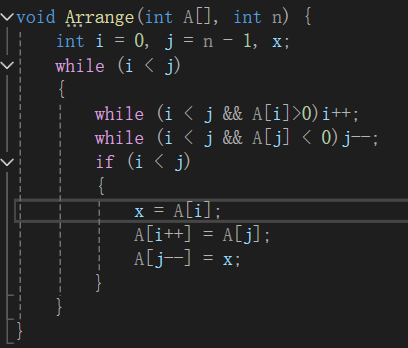 void Arrange(int A[], int n) {
    int i = 0, j = n - 1, x;
    while (i < j)
    {
        while (i < j && A[i]>0)i++;
        while (i < j && A[j] < 0)j--;
        if (i < j)
        {
            x = A[i];
            A[i++] = A[j];
            A[j--] = x;
        }
    }
}